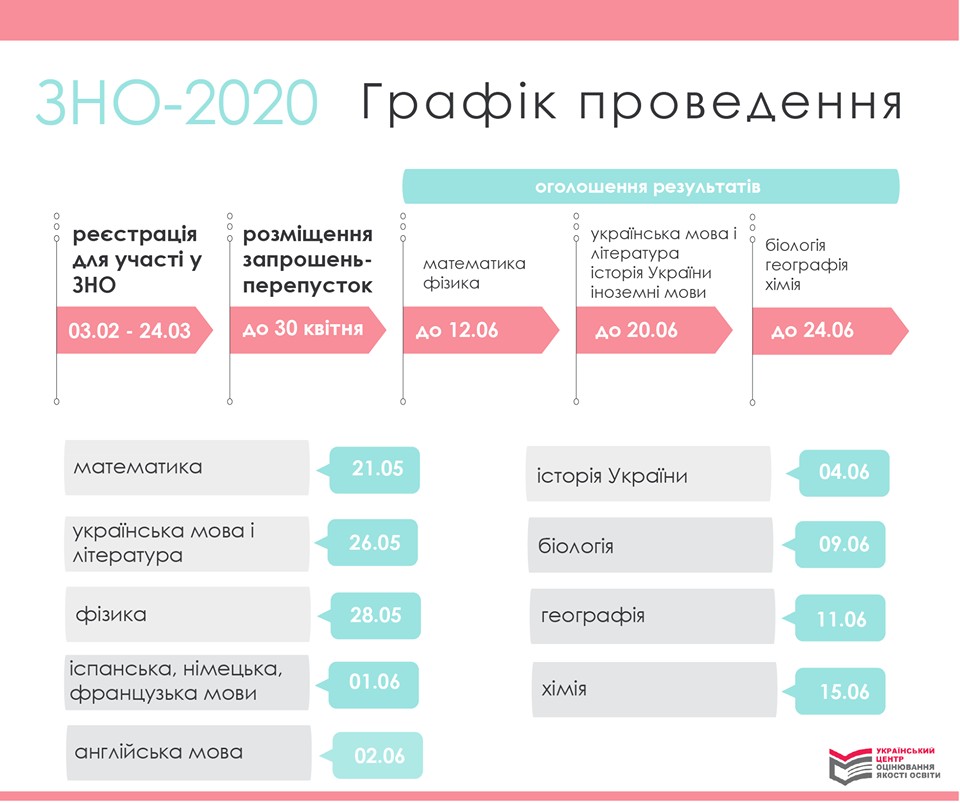 ЗНО-2020 Графік проведення
оголошення результатів
реєстрація
для участі у
ЗНО
03.02 - 24.03
розміщення
запрошень-
перепусток
до 30 квітня
математика
фізика
до 12.06
українська мова і
література
історія України
іноземні мови
до 20.06
біологія
географія
хімія
до 24.06
математика
21.05
українська мова і
література
26.05
фізика
28.05
іспанська, німецька,
французька мови
01.06
англійська мова
02.06
історія України
04.06
біологія
09.06
географія
11.06
хімія
15.06
УКРАЇНСЬКИЙ
ЦЕНТР
ОЦІНЮВАННЯ
ЯКОСТІ ОСВІТИ